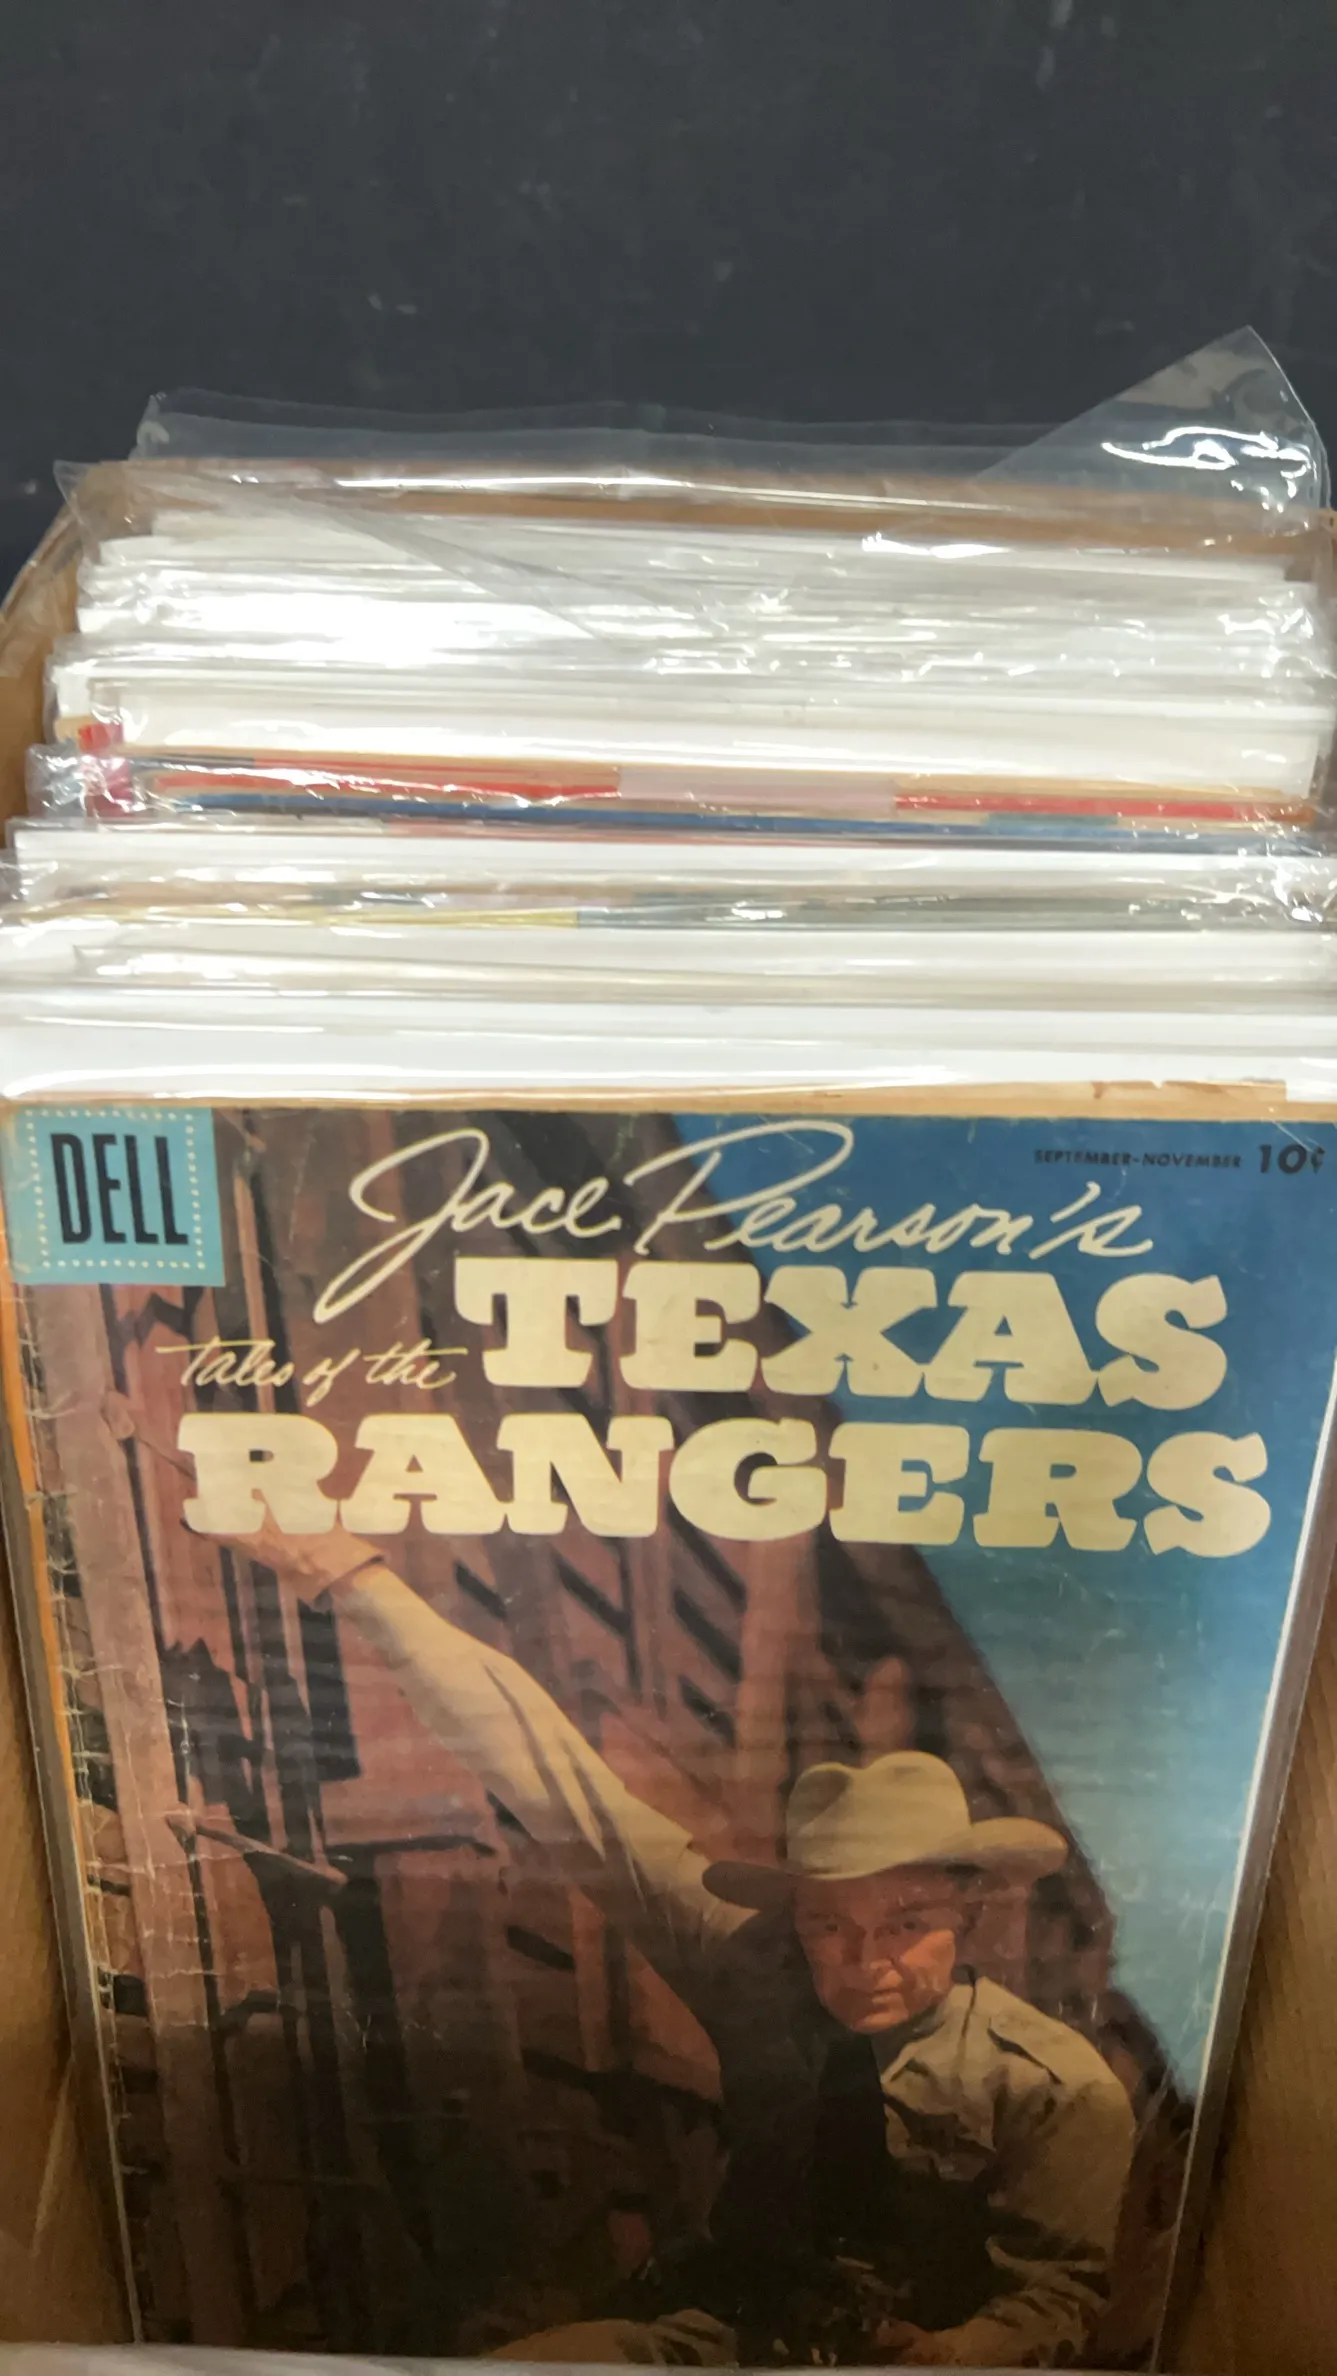 DELL
SEPTEMBER-NOVEMBER 10¢
Jace Pearson's
Tales of the TEXAS
RANGERS